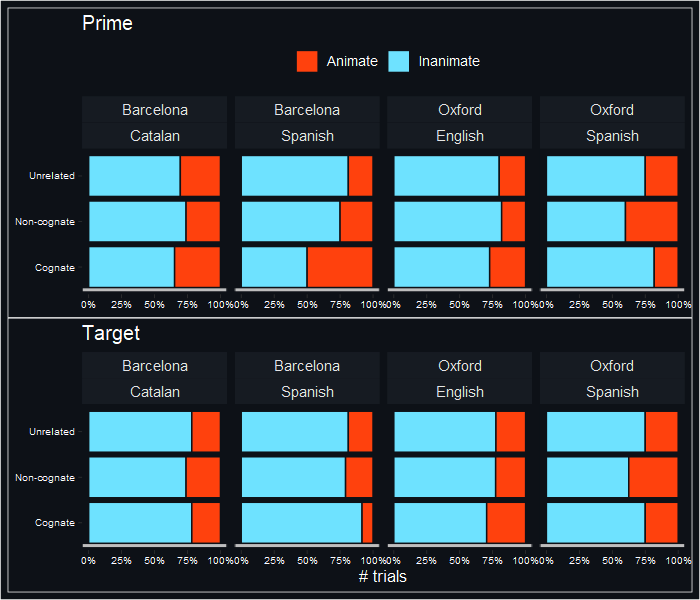 Prime
Animate Inanimate
Barcelona Barcelona Oxford Oxford
Catalan Spanish English Spanish
Unrelated
Non-cognate
Cognate
0% 25% 50% 75% 100%0% 25% 50% 75% 100%0% 25% 50% 75% 100%0% 25% 50% 75% 100%
Target
Barcelona Barcelona Oxford Oxford
Catalan Spanish English Spanish
Unrelated
Non-cognate
Cognate
0% 25% 50% 75% 100%0% 25% 50% 75% 100%0% 25% 50% 75% 100%0% 25% 50% 75% 100%
# trials